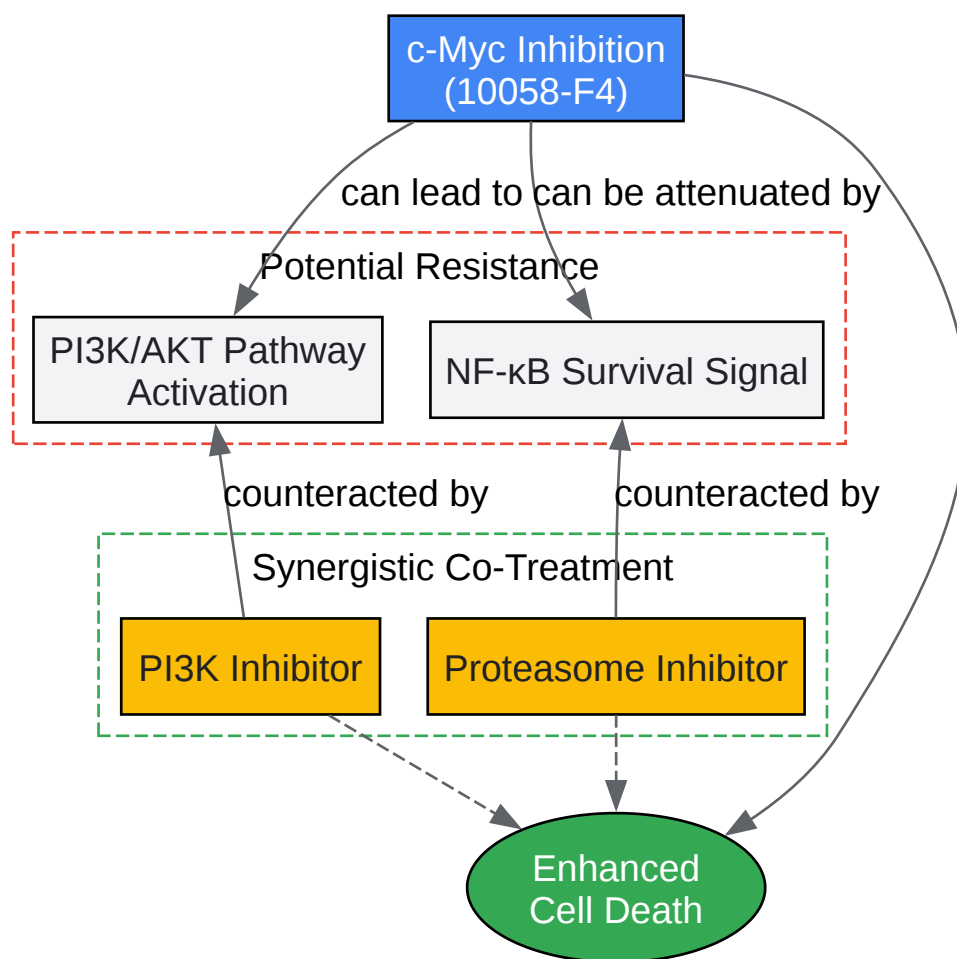 c-Myc Inhibition
(10058-F4)
can lead to
can be attenuated by
Potential Resistance
PI3K/AKT Pathway
Activation
NF-κB Survival Signal
counteracted by
counteracted by
Synergistic Co-Treatment
PI3K Inhibitor
Proteasome Inhibitor
Enhanced
Cell Death